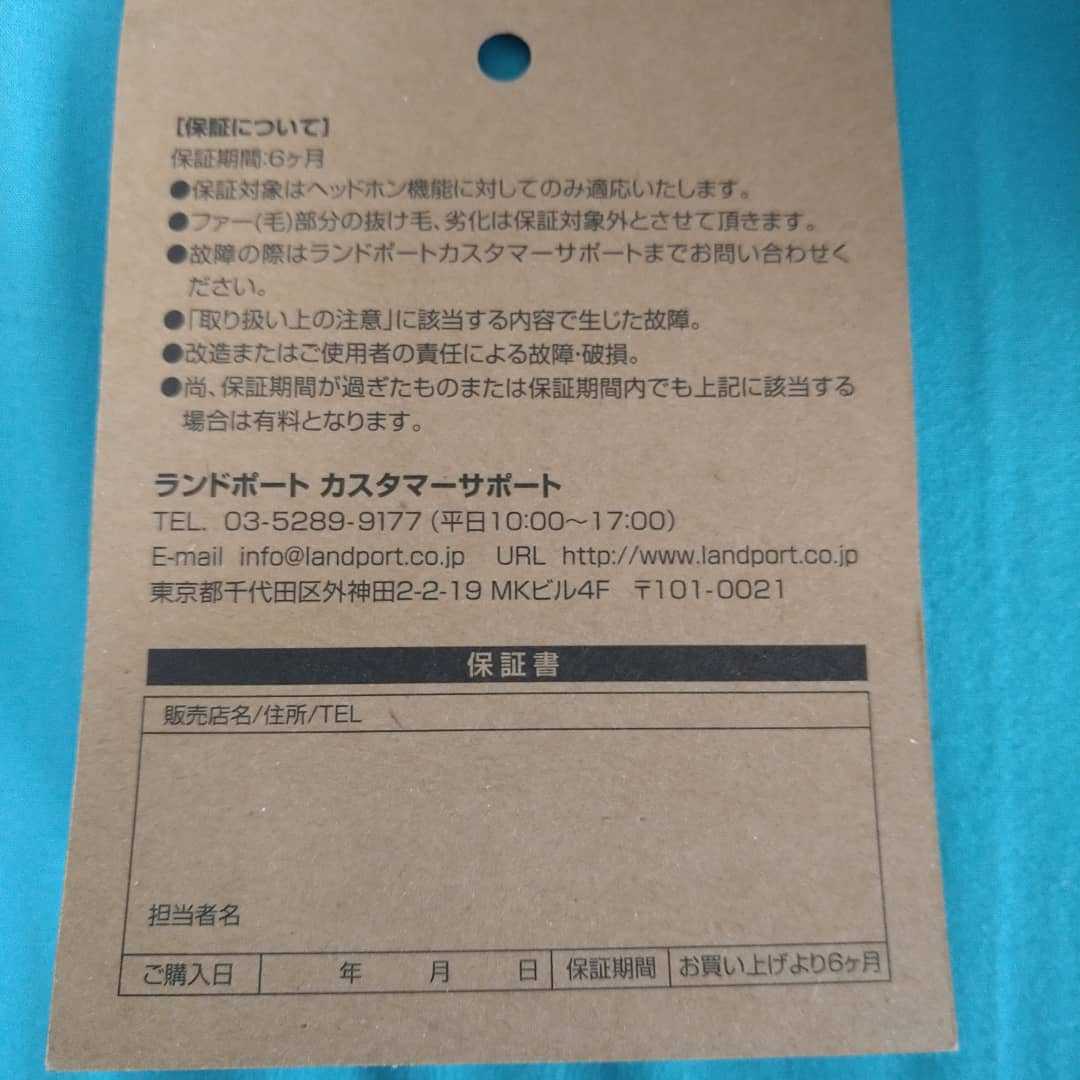 【保証について】
保証期間:6ヶ月
●保証対象はヘッドホン機能に対してのみ適応いたします。
●ファー(毛)部分の抜け毛、劣化は保証対象外とさせて頂きます。
●故障の際はランドポートカスタマーサポートまでお問い合わせく
ださい。
●「取り扱い上の注意」に該当する内容で生じた故障。
●改造またはご使用者の責任による故障・破損。
●尚、保証期間が過ぎたものまたは保証期間内でも上記に該当する
場合は有料となります。
ランドポート カスタマーサポート
TEL. 03-5289-9177（平日10:00～17:00）
E-mail info@landport.co.jp URL http://www.landport.co.jp
東京都千代田区外神田2-2-19 MKビル4F 〒101-0021
保証書
販売店名/住所/TEL
担当者名
ご購入日 年 月 日 保証期間 お買い上げより6ヶ月